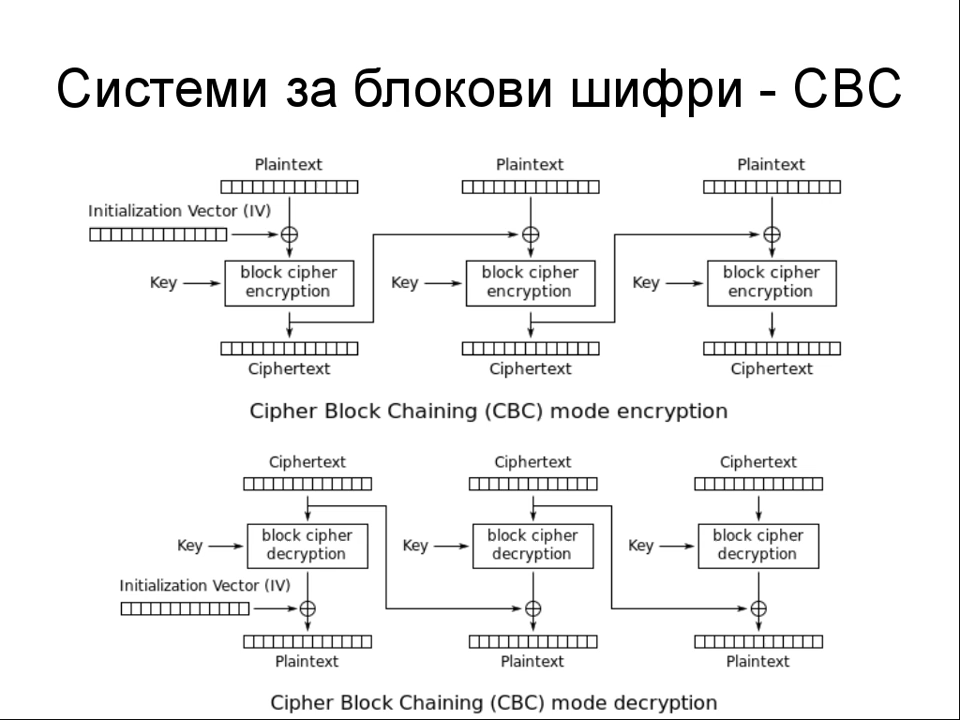 Системи за блокови шифри - CBC
Plaintext Plaintext Plaintext
Initialization Vector (IV)
Key block cipher encryption Key block cipher encryption Key block cipher encryption
Ciphertext Ciphertext Ciphertext
Cipher Block Chaining (CBC) mode encryption
Ciphertext Ciphertext Ciphertext
Key block cipher decryption Key block cipher decryption Key block cipher decryption
Initialization Vector (IV)
Plaintext Plaintext Plaintext
Cipher Block Chaining (CBC) mode decryption